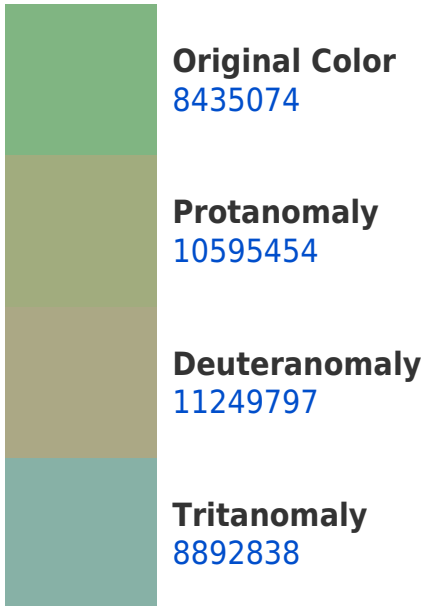 Original Color
8435074
Protanomaly
10595454
Deuteranomaly
11249797
Tritanomaly
8892838